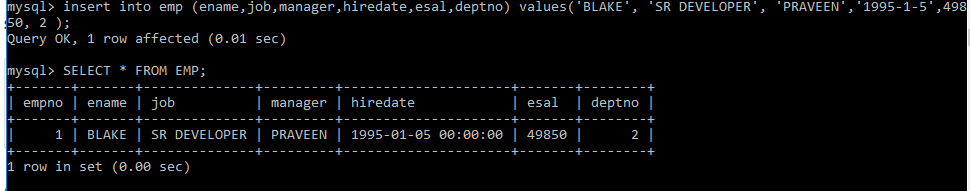 mysql> insert into emp (ename,job,manager,hiredate,esal,deptno) values('BLAKE', 'SR DEVELOPER', 'PRAVEEN','1995-1-5',498
50, 2 );
Query OK, 1 row affected (0.01 sec)
mysql> SELECT * FROM EMP;
+-------+-------+--------------+---------+---------------------+-------+--------+
| empno | ename | job          | manager | hiredate            | esal  | deptno |
+-------+-------+--------------+---------+---------------------+-------+--------+
|     1 | BLAKE | SR DEVELOPER | PRAVEEN | 1995-01-05 00:00:00 | 49850 |      2 |
+-------+-------+--------------+---------+---------------------+-------+--------+
1 row in set (0.00 sec)